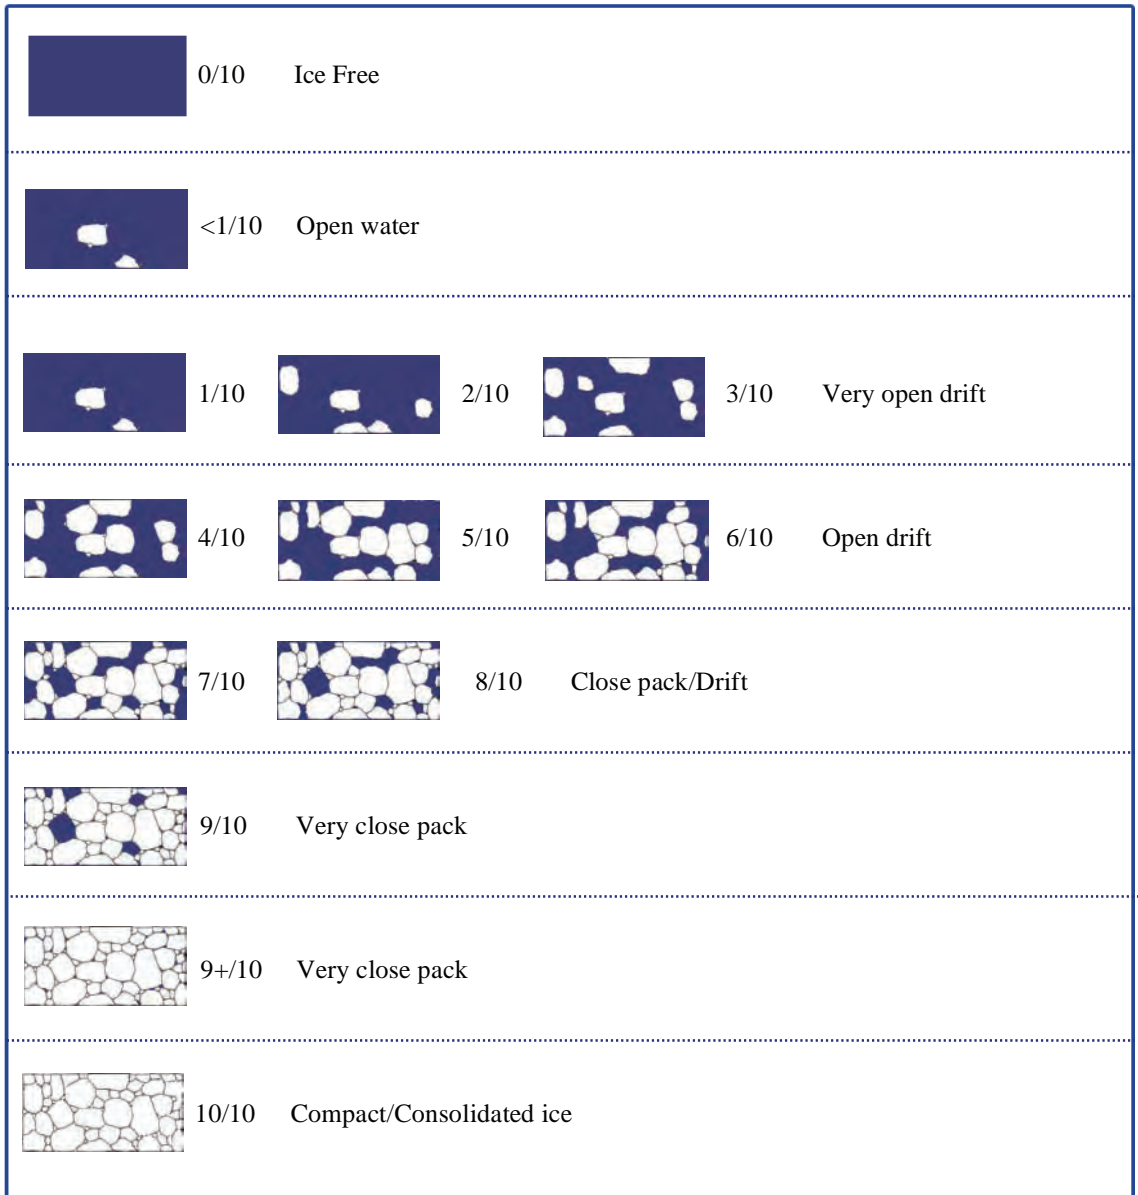 0/10 Ice Free
<1/10 Open water
1/10 2/10 3/10 Very open drift
4/10 5/10 6/10 Open drift
7/10 8/10 Close pack/Drift
9/10 Very close pack
9+/10 Very close pack
10/10 Compact/Consolidated ice